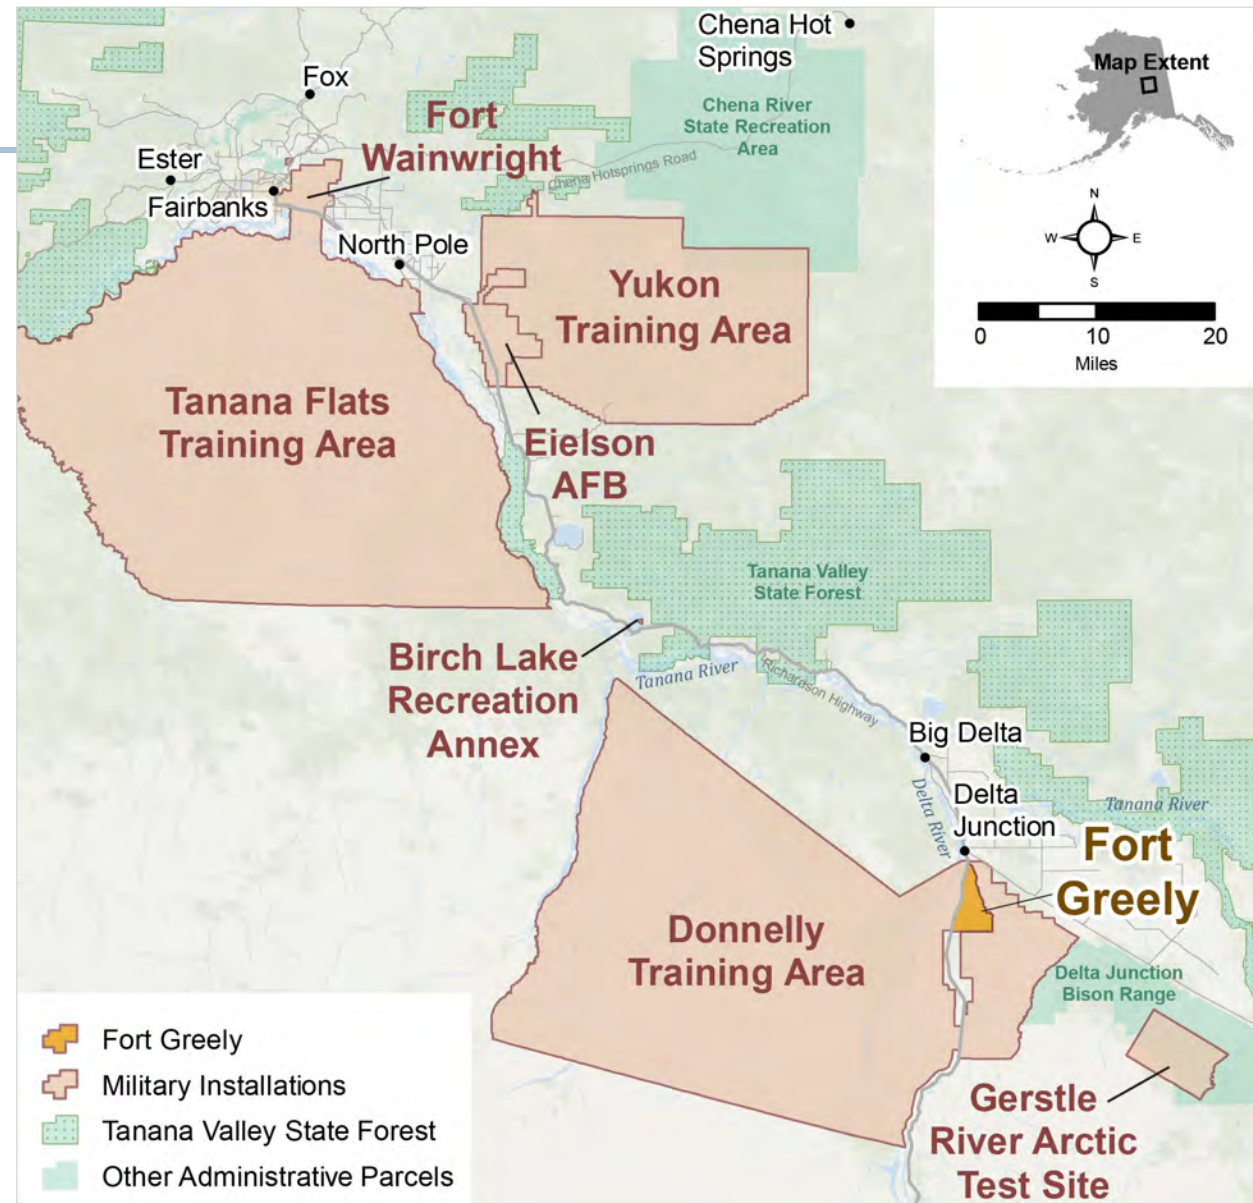 Chena Hot
Springs
Map Extent
Fox
Chena River
State Recreation
Area
Fort
Wainwright
Ester
Chena Hotsprings Road
Fairbanks
N
W
E
S
North Pole
Yukon
Training Area
0
10
20
Miles
Tanana Flats
Training Area
Eielson
AFB
Tanana Valley
State Forest
Birch Lake
Recreation
Annex
Tanana River
Richardson Highway
Big Delta
Delta River
Delta
Junction
Tanana River
Fort
Greely
Donnelly
Training Area
Delta Junction
Bison Range
Gerstle
River Arctic
Test Site
Fort Greely
Military Installations
Tanana Valley State Forest
Other Administrative Parcels